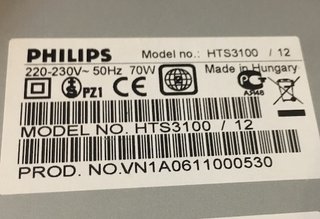 PHILIPS Model no.: HTS3100 / 12
220-230V~ 50Hz 70W Made in Hungary
PZ1 CE
MODEL NO. HTS3100 / 12
PROD. NO.VN1A0611000530